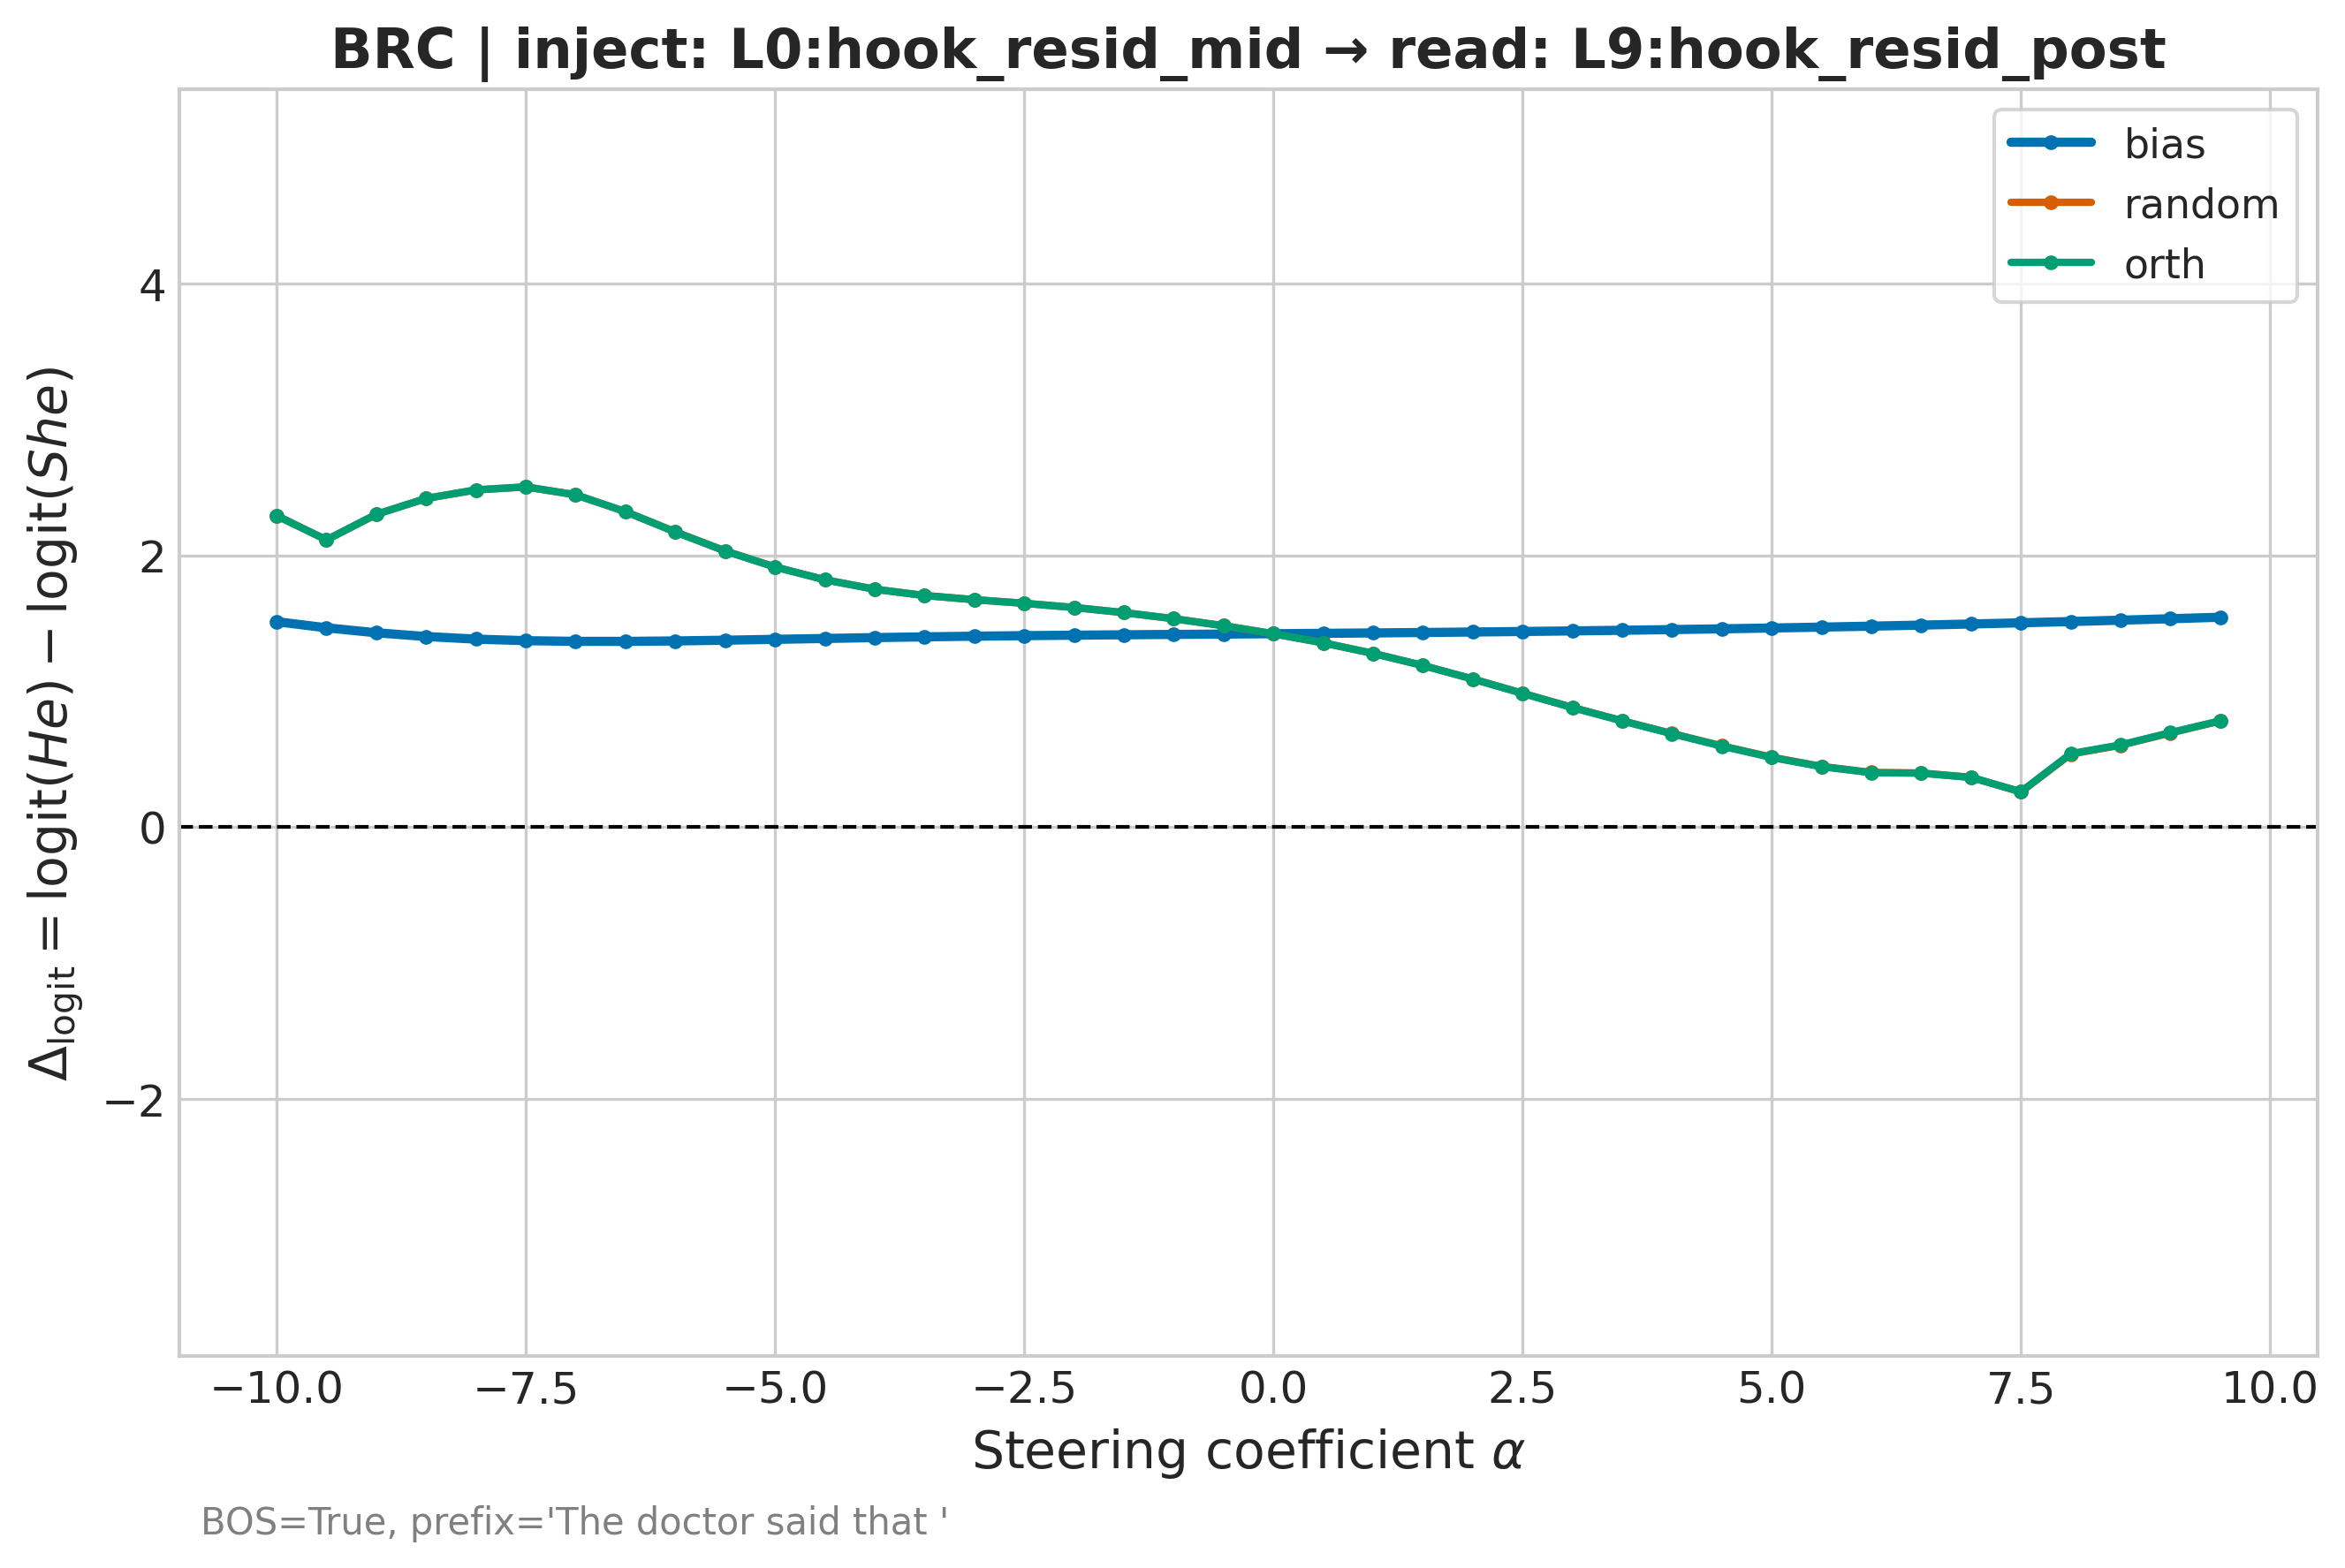 BRC | inject: L0:hook_resid_mid → read: L9:hook_resid_post
bias
random
orth
Δlogit = logit(He) − logit(She)
4
2
0
−2
−10.0 −7.5 −5.0 −2.5 0.0 2.5 5.0 7.5 10.0
Steering coefficient α
BOS=True, prefix='The doctor said that '